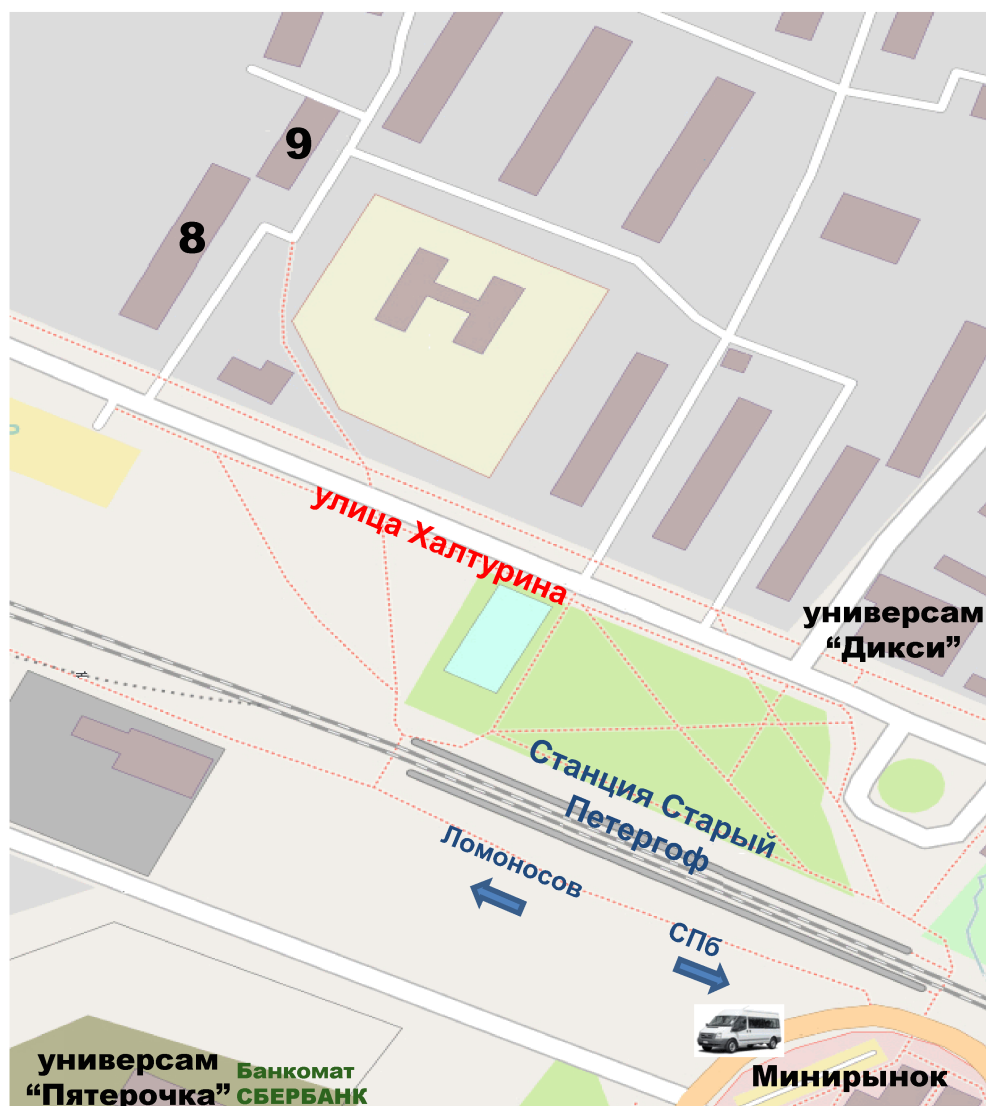 9
8
улица Халтурина
универсам
“Дикси”
Станция Старый
Петергоф
Ломоносов
СПб
универсам
“Пятерочка”
Банкомат
СБЕРБАНК
Минирынок